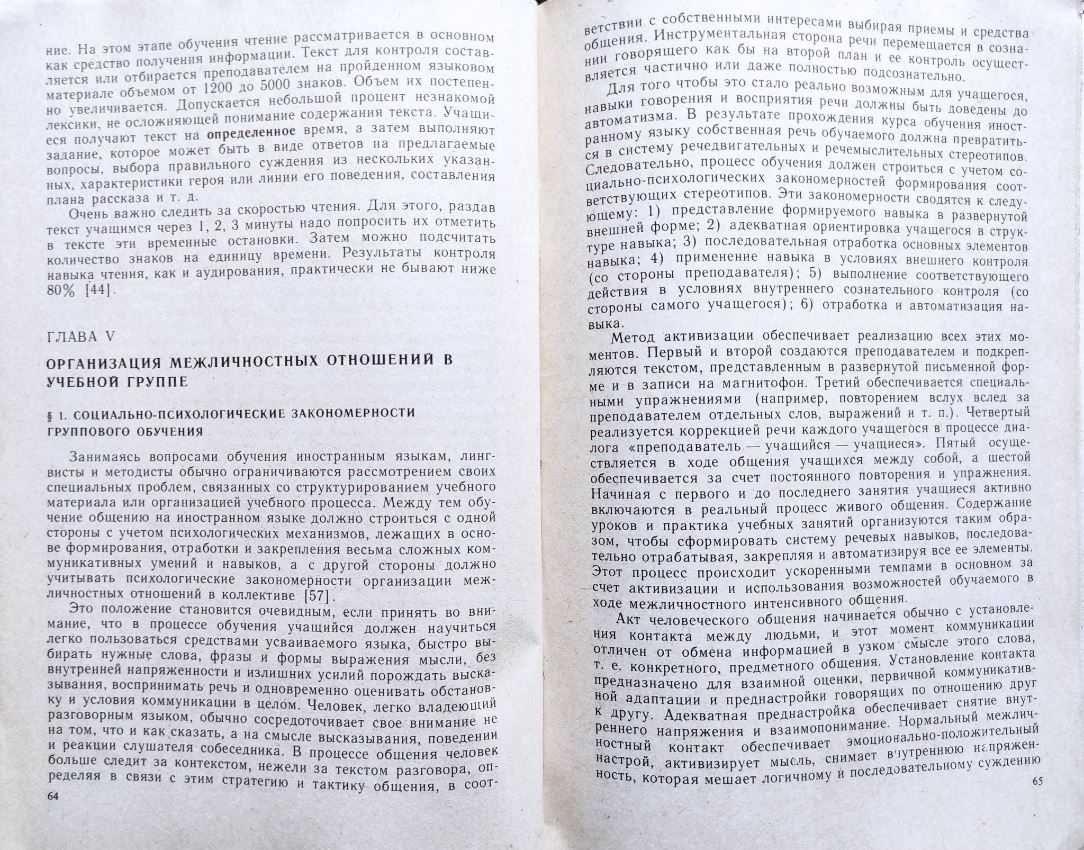 ние. На этом этапе обучения чтение рассматривается в основном
как средство получения информации. Текст для контроля состав-
ляется или отбирается преподавателем на пройденном языковом
материале объемом от 1200 до 5000 знаков. Объем их постепен-
но увеличивается. Допускается небольшой процент незнакомой
лексики, не осложняющей понимание содержания текста. Учащи-
еся получают текст на определенное время, а затем выполняют
задание, которое может быть в виде ответов на предлагаемые
вопросы, выбора правильного суждения из нескольких указан-
ных, характеристики героя или линии его поведения, составления
плана рассказа и т. д.
Очень важно следить за скоростью чтения. Для этого, раздав
текст учащимся через 1, 2, 3 минуты надо попросить их отметить
в тексте эти временные остановки. Затем можно подсчитать
количество знаков на единицу времени. Результаты контроля
навыка чтения, как и аудирования, практически не бывают ниже
80% [44].
ГЛАВА V
ОРГАНИЗАЦИЯ МЕЖЛИЧНОСТНЫХ ОТНОШЕНИЙ В
УЧЕБНОЙ ГРУППЕ
§ 1. СОЦИАЛЬНО-ПСИХОЛОГИЧЕСКИЕ ЗАКОНОМЕРНОСТИ
ГРУППОВОГО ОБУЧЕНИЯ
Занимаясь вопросами обучения иностранным языкам, линг-
висты и методисты обычно ограничиваются рассмотрением своих
специальных проблем, связанных со структурированием учебного
материала или организацией учебного процесса. Между тем обу-
чение общению на иностранном языке должно строиться с одной
стороны с учетом психологических механизмов, лежащих в осно-
ве формирования, отработки и закрепления весьма сложных ком-
муникативных умений и навыков, а с другой стороны должно
учитывать психологические закономерности организации меж-
личностных отношений в коллективе [57].
Это положение становится очевидным, если принять во вни-
мание, что в процессе обучения учащийся должен научиться
легко пользоваться средствами усваиваемого языка, быстро вы-
бирать нужные слова, фразы и формы выражения мысли, без
внутренней напряженности и излишних усилий порождать выска-
зывания, воспринимать речь и одновременно оценивать обстанов-
ку и условия коммуникации в целом. Человек, легко владеющий
разговорным языком, обычно сосредоточивает свое внимание не
на том, что и как сказать, а на смысле высказывания, поведении
и реакции слушателя собеседника. В процессе общения человек
больше следит за контекстом, нежели за текстом разговора, оп-
ределяя в связи с этим стратегию и тактику общения, в соот-
64
ветствии с собственными интересами выбирая приемы и средства
общения. Инструментальная сторона речи перемещается в созна-
нии говорящего как бы на второй план и ее контроль осущест-
вляется частично или даже полностью подсознательно.
Для того чтобы это стало реально возможным для учащегося,
навыки говорения и восприятия речи должны быть доведены до
автоматизма. В результате прохождения курса обучения иност-
ранному языку собственная речь обучаемого должна превратить-
ся в систему речедвигательных и речемыслительных стереотипов.
Следовательно, процесс обучения должен строиться с учетом со-
циально-психологических закономерностей формирования соот-
ветствующих стереотипов. Эти закономерности сводятся к следу-
ющему: 1) представление формируемого навыка в развернутой
внешней форме; 2) адекватная ориентировка учащегося в струк-
туре навыка; 3) последовательная отработка основных элементов
навыка; 4) применение навыка в условиях внешнего контроля
(со стороны преподавателя); 5) выполнение соответствующего
действия в условиях внутреннего сознательного контроля (со
стороны самого учащегося); 6) отработка и автоматизация на-
выка.
Метод активизации обеспечивает реализацию всех этих мо-
ментов. Первый и второй создаются преподавателем и подкреп-
ляются текстом, представленным в развернутой письменной фор-
ме и в записи на магнитофон. Третий обеспечивается специаль-
ными упражнениями (например, повторением вслух вслед за
преподавателем отдельных слов, выражений и т. п.). Четвертый
реализуется коррекцией речи каждого учащегося в процессе диа-
лога «преподаватель — учащийся — учащиеся». Пятый осуще-
ствляется в ходе общения учащихся между собой, а шестой
обеспечивается за счет постоянного повторения и упражнения.
Начиная с первого и до последнего занятия учащиеся активно
включаются в реальный процесс живого общения. Содержание
уроков и практика учебных занятий организуются таким обра-
зом, чтобы сформировать систему речевых навыков, последова-
тельно отрабатывая, закрепляя и автоматизируя все ее элементы.
Этот процесс происходит ускоренными темпами в основном за
счет активизации и использования возможностей обучаемого в
ходе межличностного интенсивного общения.
Акт человеческого общения начинается обычно с установле-
ния контакта между людьми, и этот момент коммуникации
отличен от обмена информацией в узком смысле этого слова,
т. е. конкретного, предметного общения. Установление контакта
предназначено для взаимной оценки, первичной коммуникатив-
ной адаптации и преднастройки говорящих по отношению друг
к другу. Адекватная преднастройка обеспечивает снятие внут-
реннего напряжения и взаимопонимание. Нормальный межлич-
ностный контакт обеспечивает эмоционально-положительный
настрой, активизирует мысль, снимает внутреннюю напряжен-
ность, которая мешает логичному и последовательному суждению
65